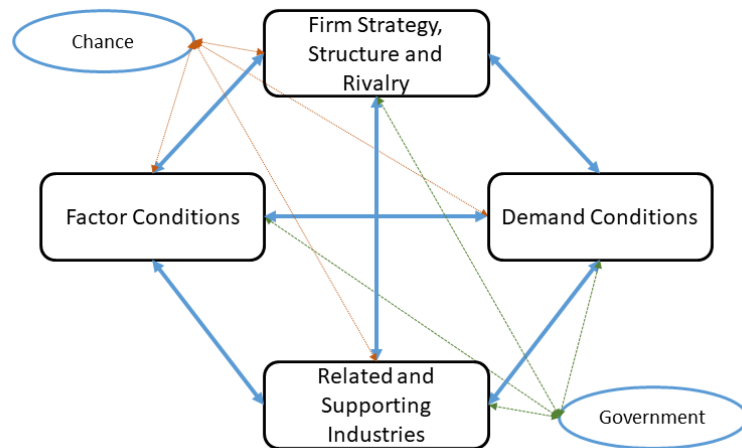 Chance
Firm Strategy,
Structure and
Rivalry
Factor Conditions
Demand Conditions
Related and
Supporting
Industries
Government